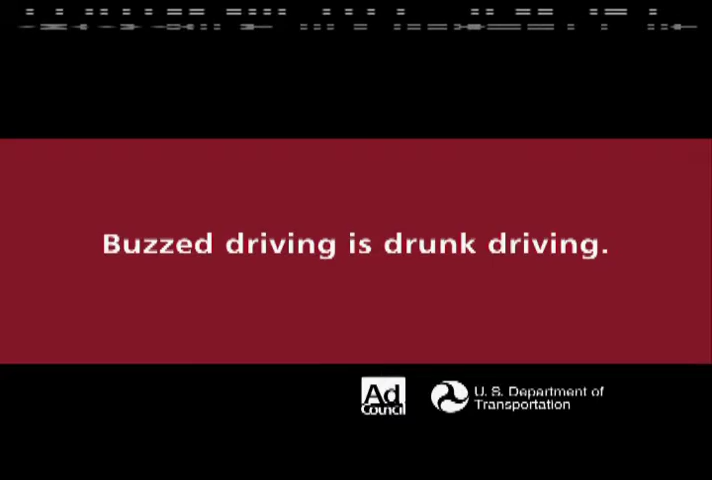 Buzzed driving is drunk driving.
Ad
Council
U. S. Department of
Transportation